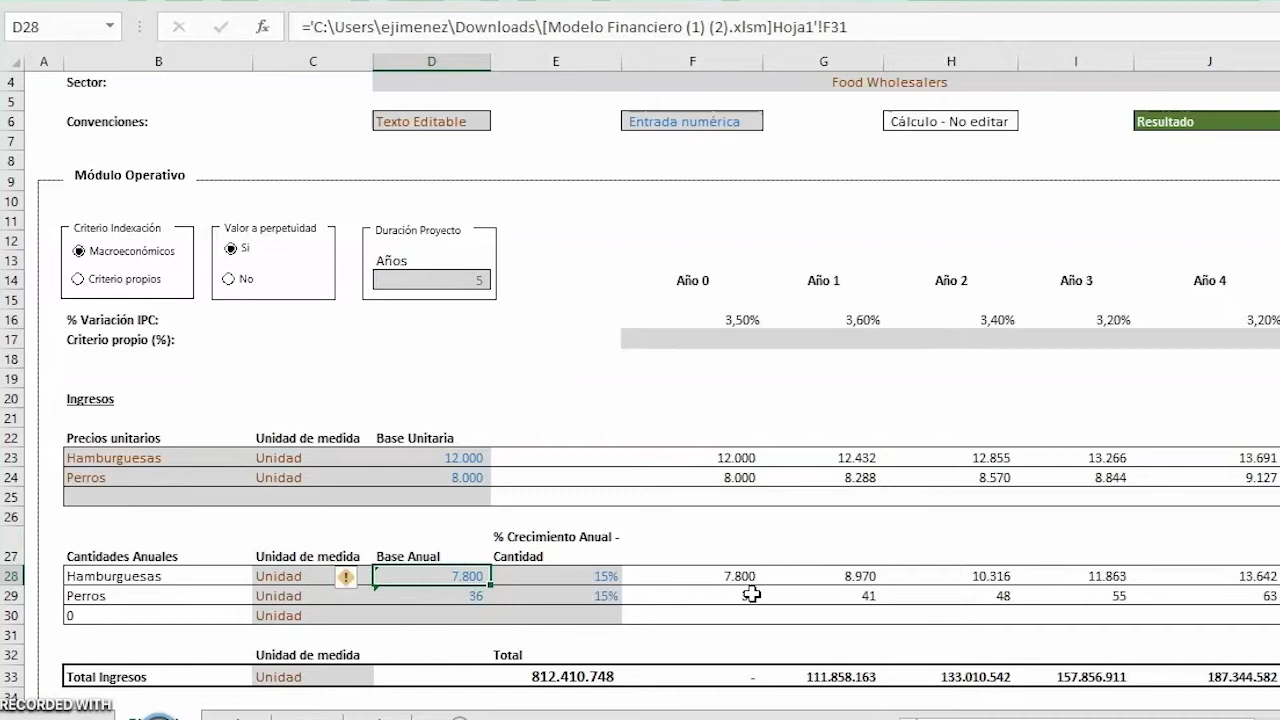 D28 fx ='C:\Users\ejimenez\Downloads\[Modelo Financiero (1) (2).xlsm]Hoja1'!F31
A B C D E F G H I J
4 Sector: Food Wholesalers
5
6 Convenciones: Texto Editable Entrada numérica Cálculo - No editar Resultado
7
8
9 Módulo Operativo
10
11 Criterio Indexación Valor a perpetuidad Duración Proyecto
12 Macroeconómicos Si
13 Años
14 Criterio propios No 5 Año 0 Año 1 Año 2 Año 3 Año 4
15
16 % Variación IPC: 3,50% 3,60% 3,40% 3,20% 3,20%
17 Criterio propio (%):
18
19
20 Ingresos
21
22 Precios unitarios Unidad de medida Base Unitaria
23 Hamburguesas Unidad 12.000 12.000 12.432 12.855 13.266 13.691
24 Perros Unidad 8.000 8.000 8.288 8.570 8.844 9.127
25
26
% Crecimiento Anual -
27 Cantidades Anuales Unidad de medida Base Anual Cantidad
28 Hamburguesas Unidad 7.800 15% 7.800 8.970 10.316 11.863 13.642
29 Perros Unidad 36 15% 41 48 55 63
30 0 Unidad
31
32 Unidad de medida Total
33 Total Ingresos Unidad 812.410.748 - 111.858.163 133.010.542 157.856.911 187.344.582
34
RECORDED WITH